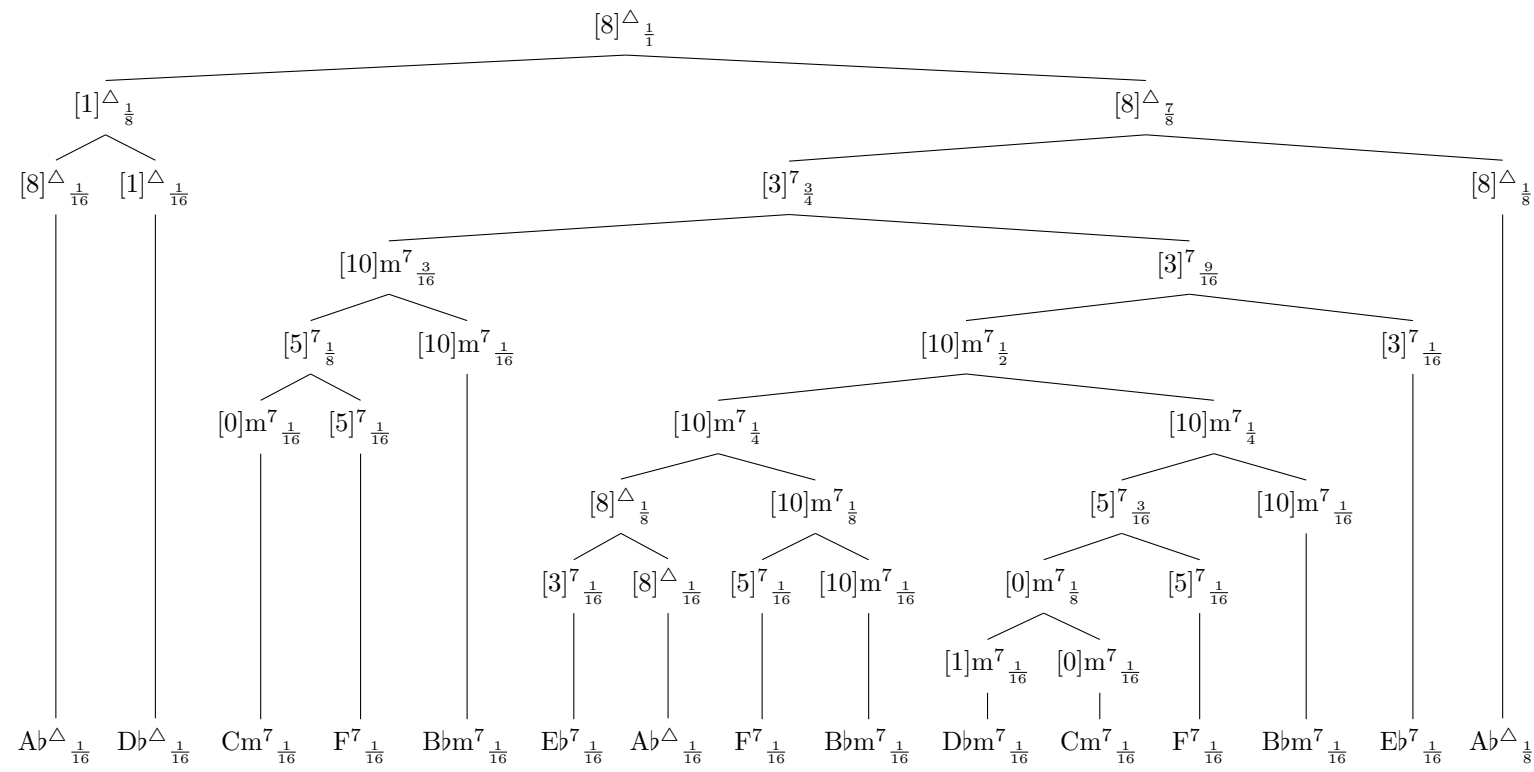 [8]△ 1/1
[1]△ 1/8 [8]△ 7/8
[8]△ 1/16 [1]△ 1/16 [3]7 3/4 [8]△ 1/8
[10]m7 3/16 [3]7 9/16
[5]7 1/8 [10]m7 1/16 [10]m7 1/2 [3]7 1/16
[0]m7 1/16 [5]7 1/16 [10]m7 1/4 [10]m7 1/4
[8]△ 1/8 [10]m7 1/8 [5]7 3/16 [10]m7 1/16
[3]7 1/16 [8]△ 1/16 [5]7 1/16 [10]m7 1/16 [0]m7 1/8 [5]7 1/16
[1]m7 1/16 [0]m7 1/16
A♭△ 1/16 D♭△ 1/16 Cm7 1/16 F7 1/16 B♭m7 1/16 E♭7 1/16 A♭△ 1/16 F7 1/16 B♭m7 1/16 D♭m7 1/16 Cm7 1/16 F7 1/16 B♭m7 1/16 E♭7 1/16 A♭△ 1/8